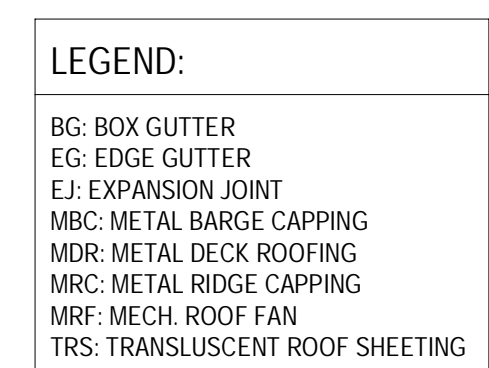 LEGEND:
BG: BOX GUTTER
EG: EDGE GUTTER
EJ: EXPANSION JOINT
MBC: METAL BARGE CAPPING
MDR: METAL DECK ROOFING
MRC: METAL RIDGE CAPPING
MRF: MECH. ROOF FAN
TRS: TRANSLUSCENT ROOF SHEETING